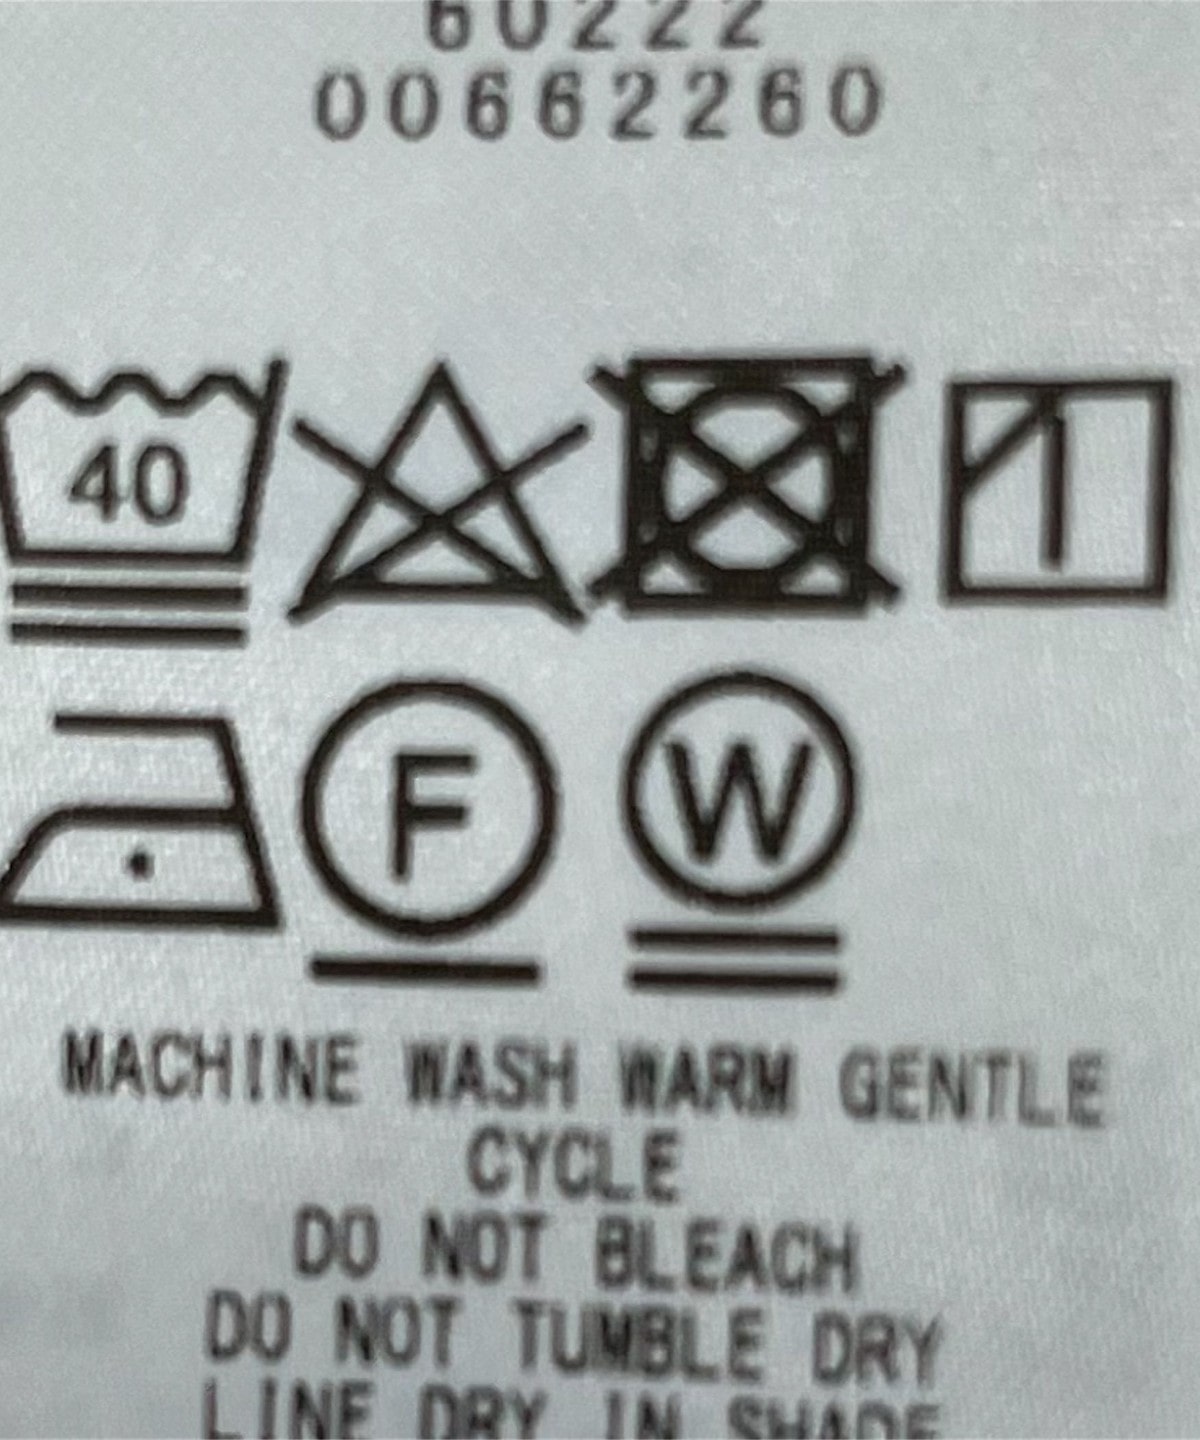 60222
00662260
40
F
W
MACHINE WASH WARM GENTLE
CYCLE
DO NOT BLEACH
DO NOT TUMBLE DRY
LINE DRY IN SHADE